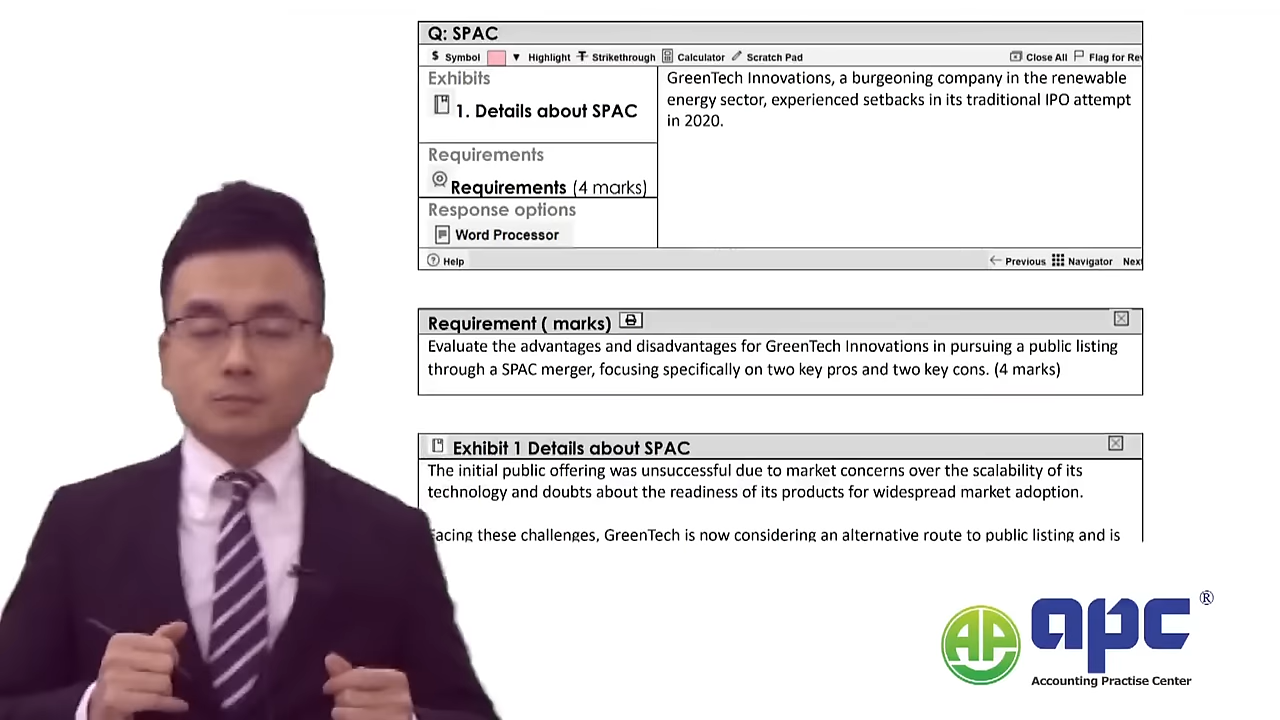 Q: SPAC
$ Symbol ▼ Highlight Strikethrough Calculator Scratch Pad Close All Flag for Rev
Exhibits
1. Details about SPAC
Requirements
Requirements (4 marks)
Response options
Word Processor
GreenTech Innovations, a burgeoning company in the renewable
energy sector, experienced setbacks in its traditional IPO attempt
in 2020.
? Help ← Previous Navigator Next
Requirement ( marks)
Evaluate the advantages and disadvantages for GreenTech Innovations in pursuing a public listing
through a SPAC merger, focusing specifically on two key pros and two key cons. (4 marks)
Exhibit 1 Details about SPAC
The initial public offering was unsuccessful due to market concerns over the scalability of its
technology and doubts about the readiness of its products for widespread market adoption.
Facing these challenges, GreenTech is now considering an alternative route to public listing and is
AP apc ®
Accounting Practise Center